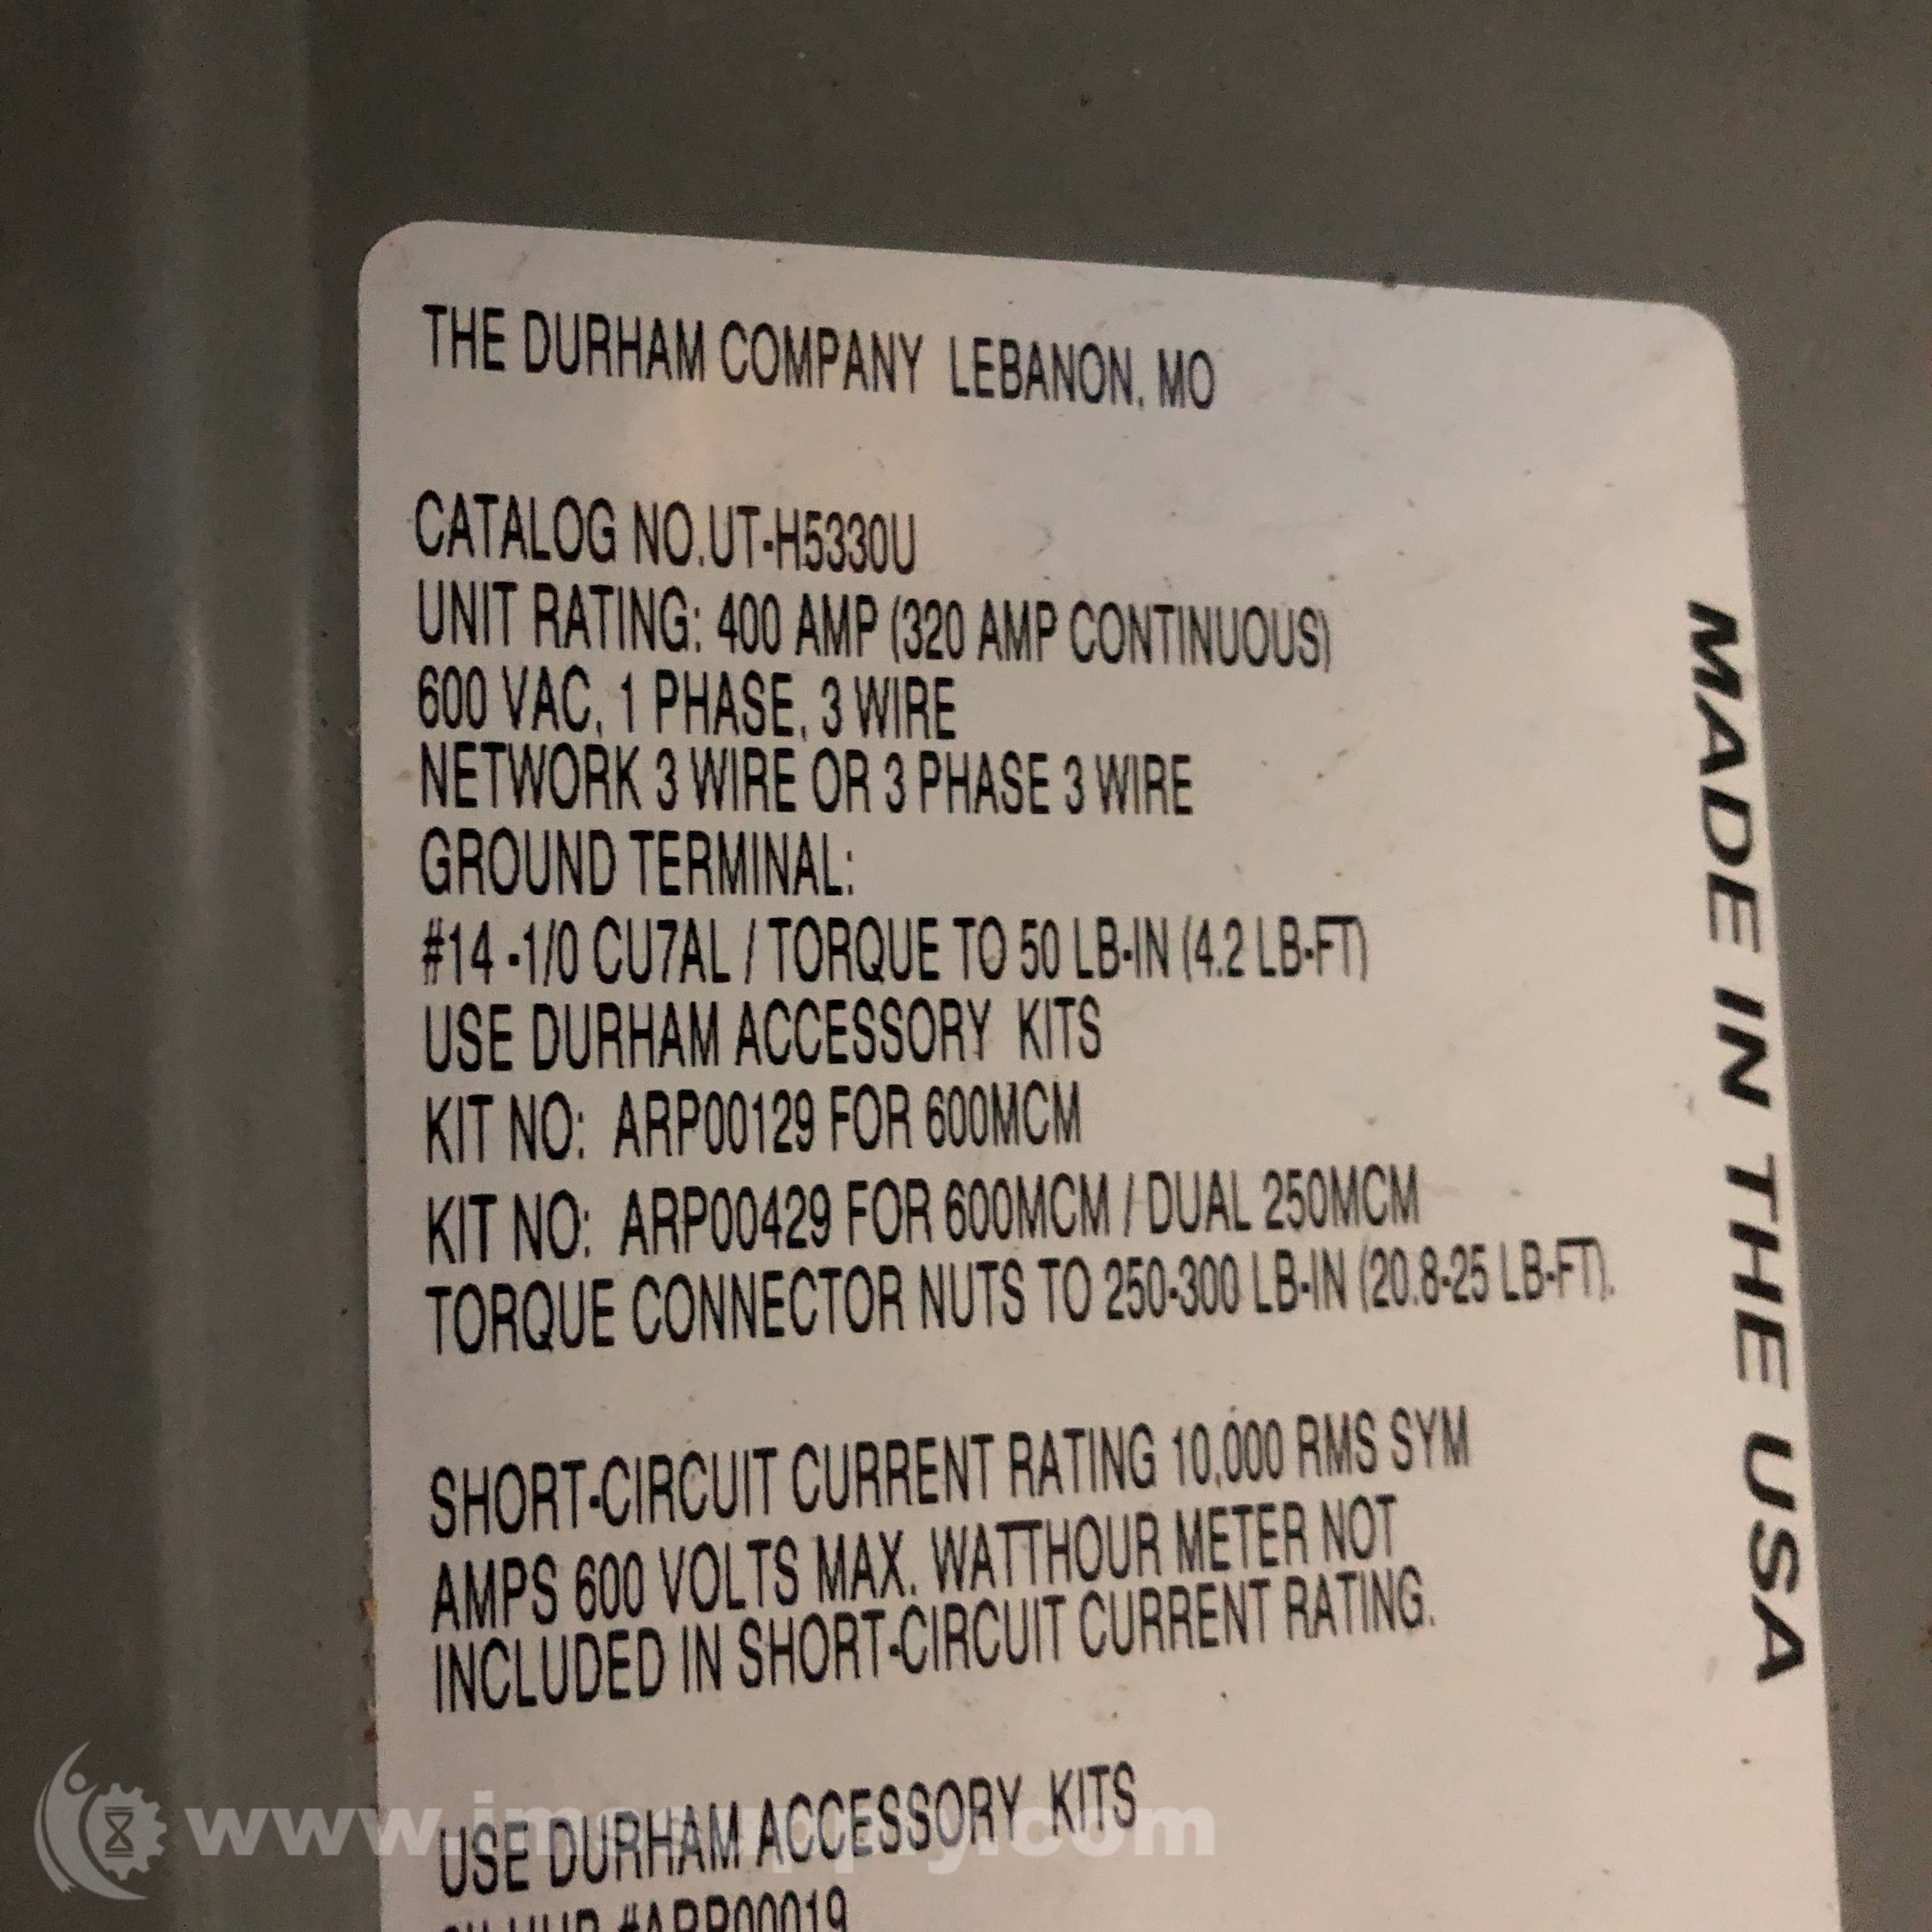 THE DURHAM COMPANY LEBANON, MO
CATALOG NO.UT-H5330U
UNIT RATING: 400 AMP (320 AMP CONTINUOUS)
600 VAC, 1 PHASE, 3 WIRE
NETWORK 3 WIRE OR 3 PHASE 3 WIRE
GROUND TERMINAL:
#14 -1/0 CU7AL / TORQUE TO 50 LB-IN (4.2 LB-FT)
USE DURHAM ACCESSORY KITS
KIT NO: ARP00129 FOR 600MCM
KIT NO: ARP00429 FOR 600MCM / DUAL 250MCM
TORQUE CONNECTOR NUTS TO 250-300 LB-IN (20.8-25 LB-FT).
SHORT-CIRCUIT CURRENT RATING 10,000 RMS SYM
AMPS 600 VOLTS MAX. WATTHOUR METER NOT
INCLUDED IN SHORT-CIRCUIT CURRENT RATING.
USE DURHAM ACCESSORY KITS
HUB #ARP00019
MADE IN THE USA
www.imssupply.com